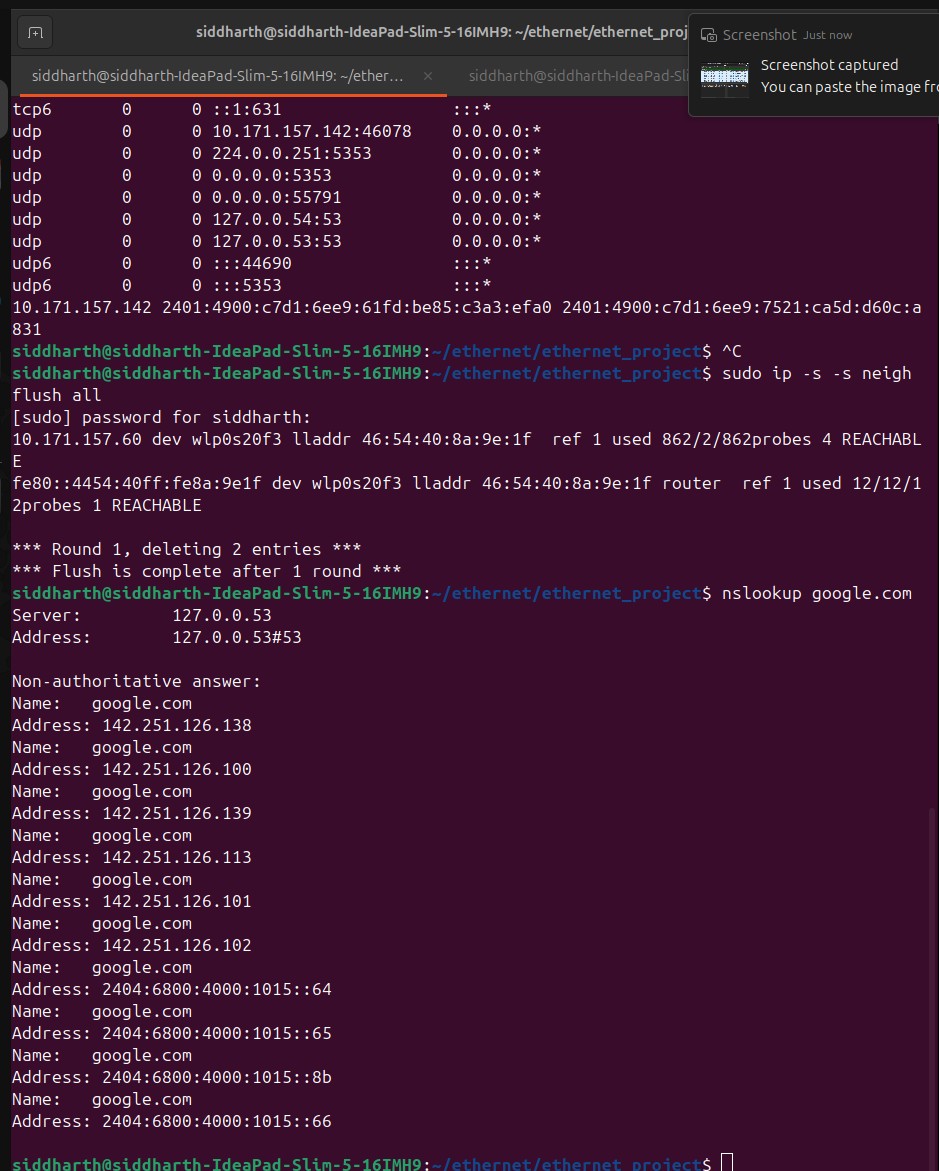 siddharth@siddharth-IdeaPad-Slim-5-16IMH9: ~/ethernet/ethernet_proj
Screenshot Just now
Screenshot captured
You can paste the image fro
siddharth@siddharth-IdeaPad-Slim-5-16IMH9: ~/ether... ×
siddharth@siddharth-IdeaPad-Sli
tcp6 0 0 ::1:631 :::*
udp 0 0 10.171.157.142:46078 0.0.0.0:*
udp 0 0 224.0.0.251:5353 0.0.0.0:*
udp 0 0 0.0.0.0:5353 0.0.0.0:*
udp 0 0 0.0.0.0:55791 0.0.0.0:*
udp 0 0 127.0.0.54:53 0.0.0.0:*
udp 0 0 127.0.0.53:53 0.0.0.0:*
udp6 0 0 :::44690 :::*
udp6 0 0 :::5353 :::*
10.171.157.142 2401:4900:c7d1:6ee9:61fd:be85:c3a3:efa0 2401:4900:c7d1:6ee9:7521:ca5d:d60c:a
831
siddharth@siddharth-IdeaPad-Slim-5-16IMH9:~/ethernet/ethernet_project$ ^C
siddharth@siddharth-IdeaPad-Slim-5-16IMH9:~/ethernet/ethernet_project$ sudo ip -s -s neigh
flush all
[sudo] password for siddharth:
10.171.157.60 dev wlp0s20f3 lladdr 46:54:40:8a:9e:1f  ref 1 used 862/2/862probes 4 REACHABL
E
fe80::4454:40ff:fe8a:9e1f dev wlp0s20f3 lladdr 46:54:40:8a:9e:1f router  ref 1 used 12/12/1
2probes 1 REACHABLE
*** Round 1, deleting 2 entries ***
*** Flush is complete after 1 round ***
siddharth@siddharth-IdeaPad-Slim-5-16IMH9:~/ethernet/ethernet_project$ nslookup google.com
Server: 127.0.0.53
Address: 127.0.0.53#53
Non-authoritative answer:
Name: google.com
Address: 142.251.126.138
Name: google.com
Address: 142.251.126.100
Name: google.com
Address: 142.251.126.139
Name: google.com
Address: 142.251.126.113
Name: google.com
Address: 142.251.126.101
Name: google.com
Address: 142.251.126.102
Name: google.com
Address: 2404:6800:4000:1015::64
Name: google.com
Address: 2404:6800:4000:1015::65
Name: google.com
Address: 2404:6800:4000:1015::8b
Name: google.com
Address: 2404:6800:4000:1015::66
siddharth@siddharth-IdeaPad-Slim-5-16IMH9:~/ethernet/ethernet_project$